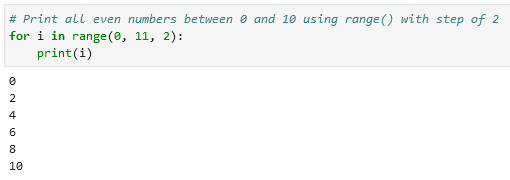 # Print all even numbers between 0 and 10 using range() with step of 2
for i in range(0, 11, 2):
    print(i)
0
2
4
6
8
10